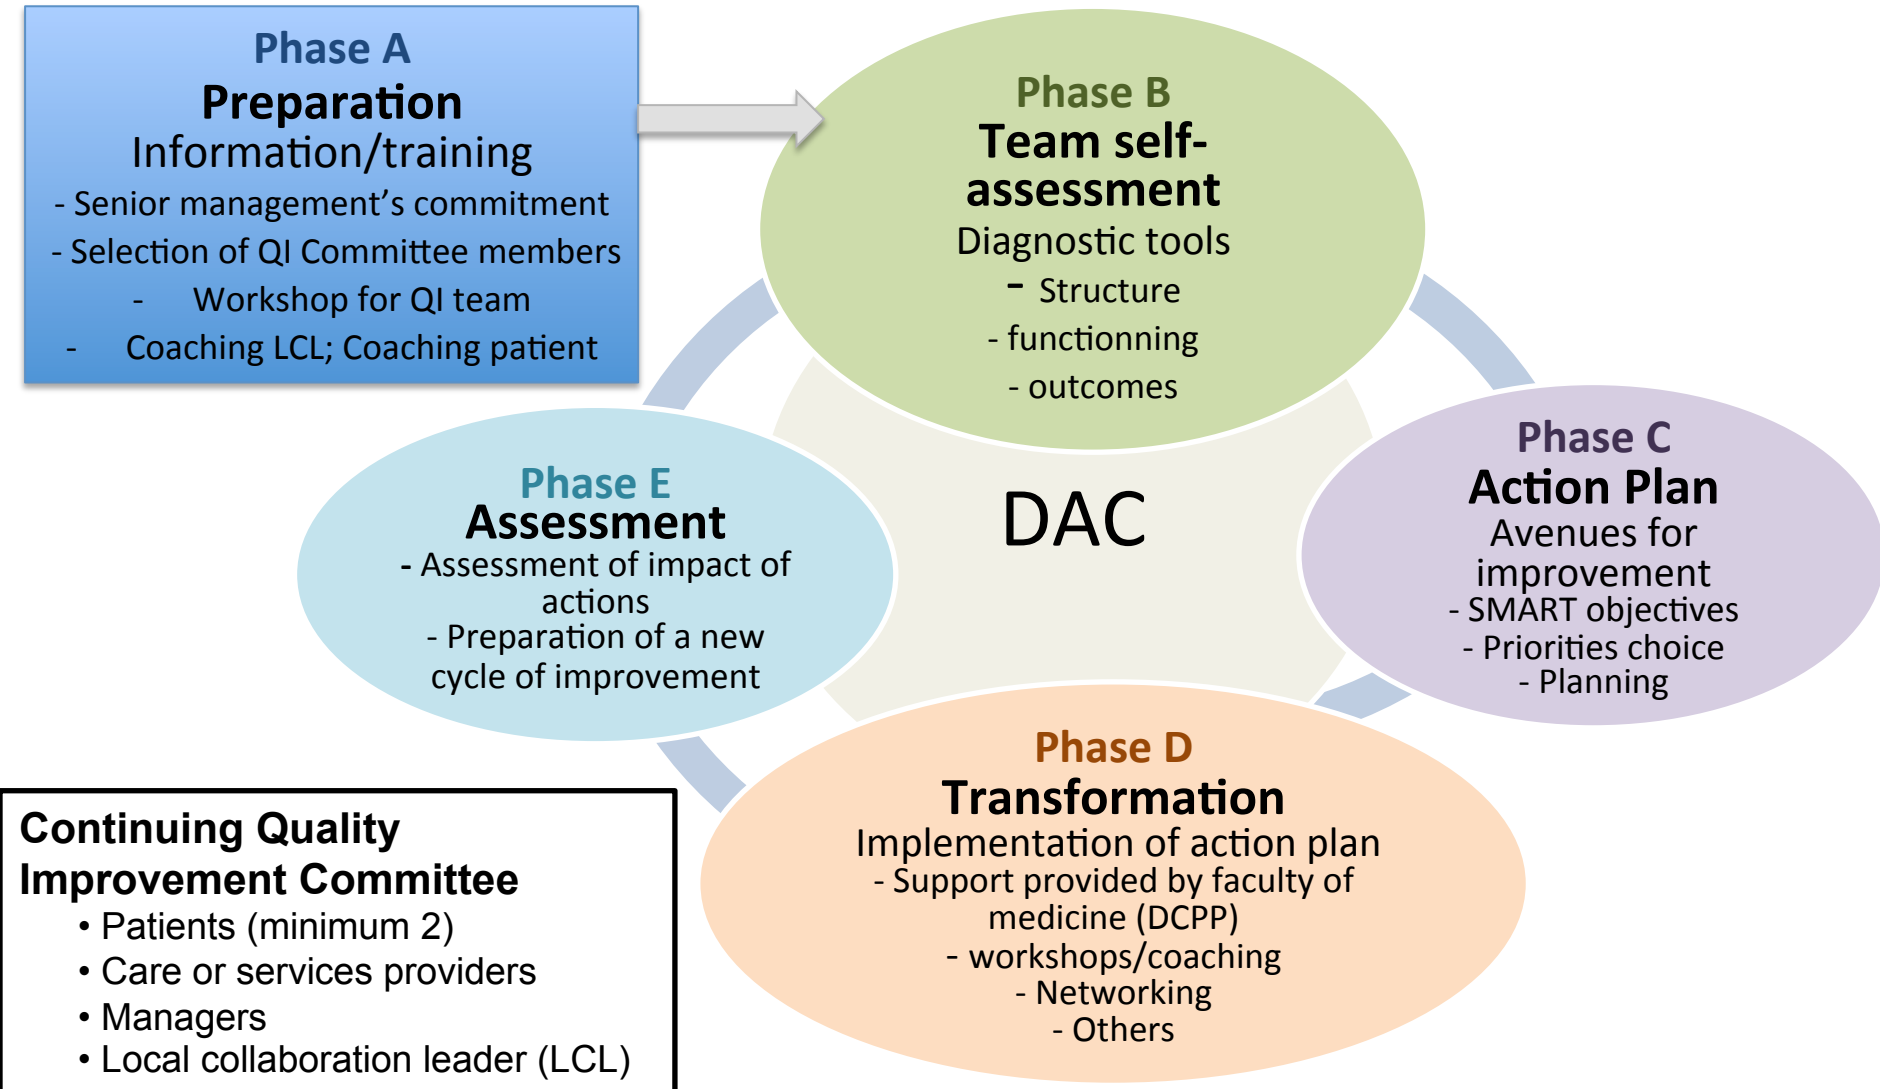 Phase A
Preparation
Information/training
- Senior management's commitment
- Selection of QI Committee members
- Workshop for QI team
- Coaching LCL; Coaching patient
Phase B
Team self-
assessment
Diagnostic tools
- Structure
- functionning
- outcomes
Phase C
Action Plan
Avenues for
improvement
- SMART objectives
- Priorities choice
- Planning
DAC
Phase E
Assessment
- Assessment of impact of
actions
- Preparation of a new
cycle of improvement
Phase D
Transformation
Implementation of action plan
- Support provided by faculty of
medicine (DCPP)
- workshops/coaching
- Networking
- Others
Continuing Quality
Improvement Committee
• Patients (minimum 2)
• Care or services providers
• Managers
• Local collaboration leader (LCL)